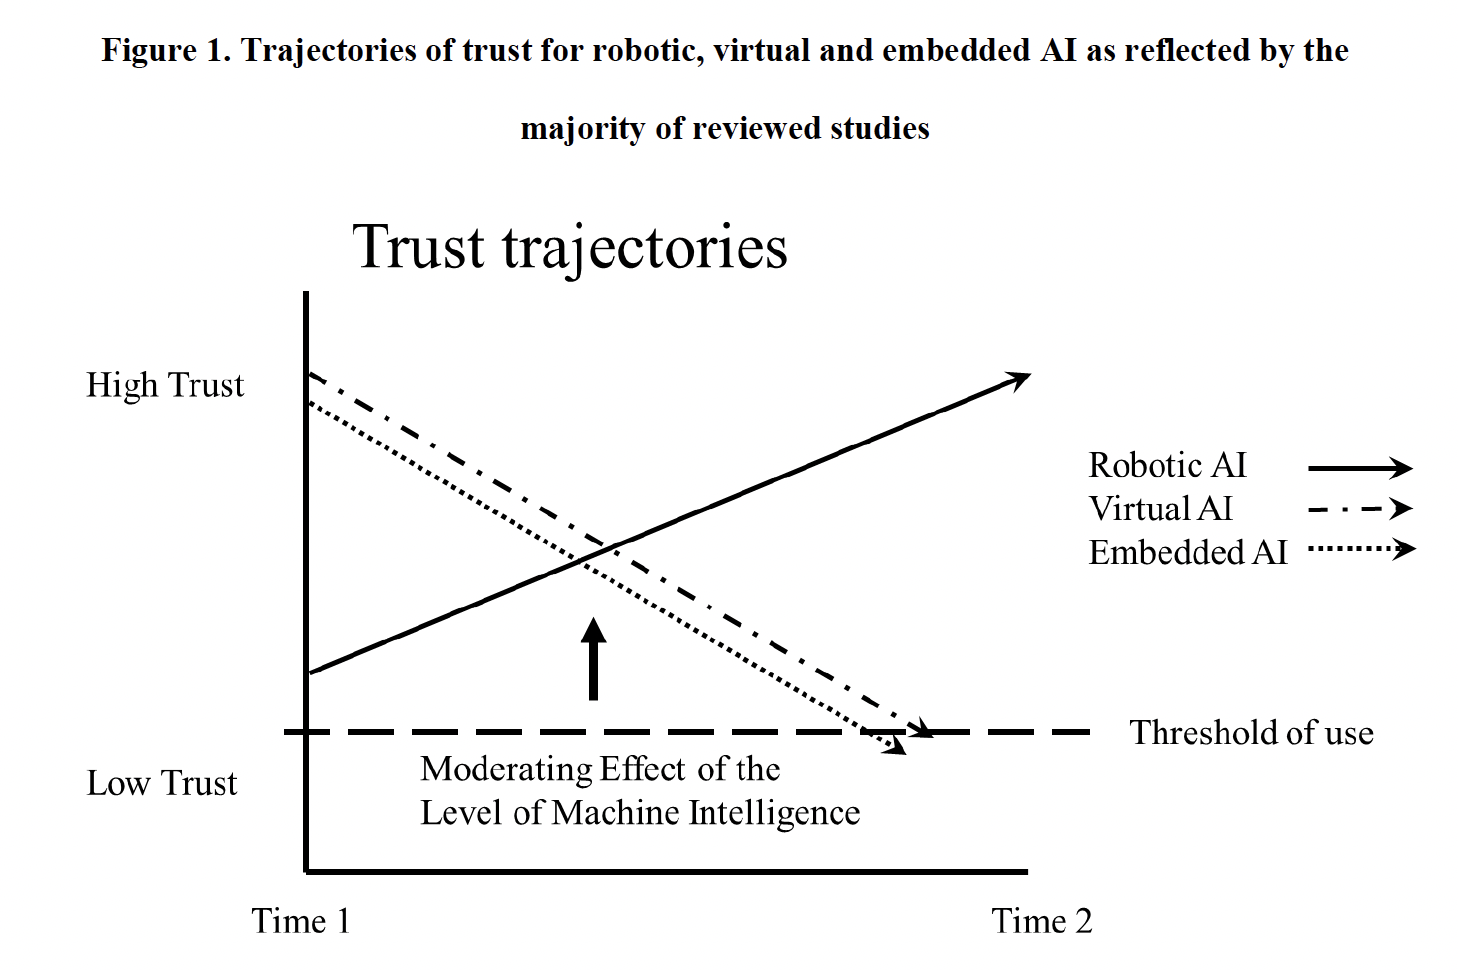 Figure 1. Trajectories of trust for robotic, virtual and embedded AI as reflected by the
majority of reviewed studies
Trust trajectories
High Trust
Robotic AI
Virtual AI
Embedded AI
Threshold of use
Moderating Effect of the
Level of Machine Intelligence
Low Trust
Time 1
Time 2